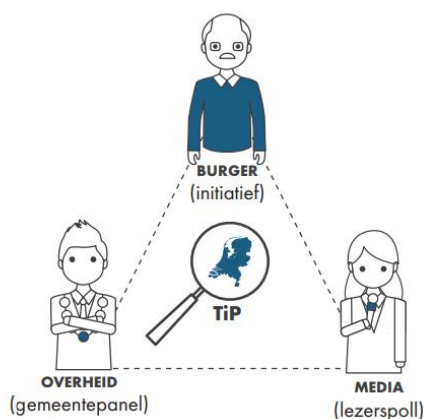 BURGER
(initiatief)
TiP
OVERHEID
(gemeentepanel)
MEDIA
(lezerspoll)